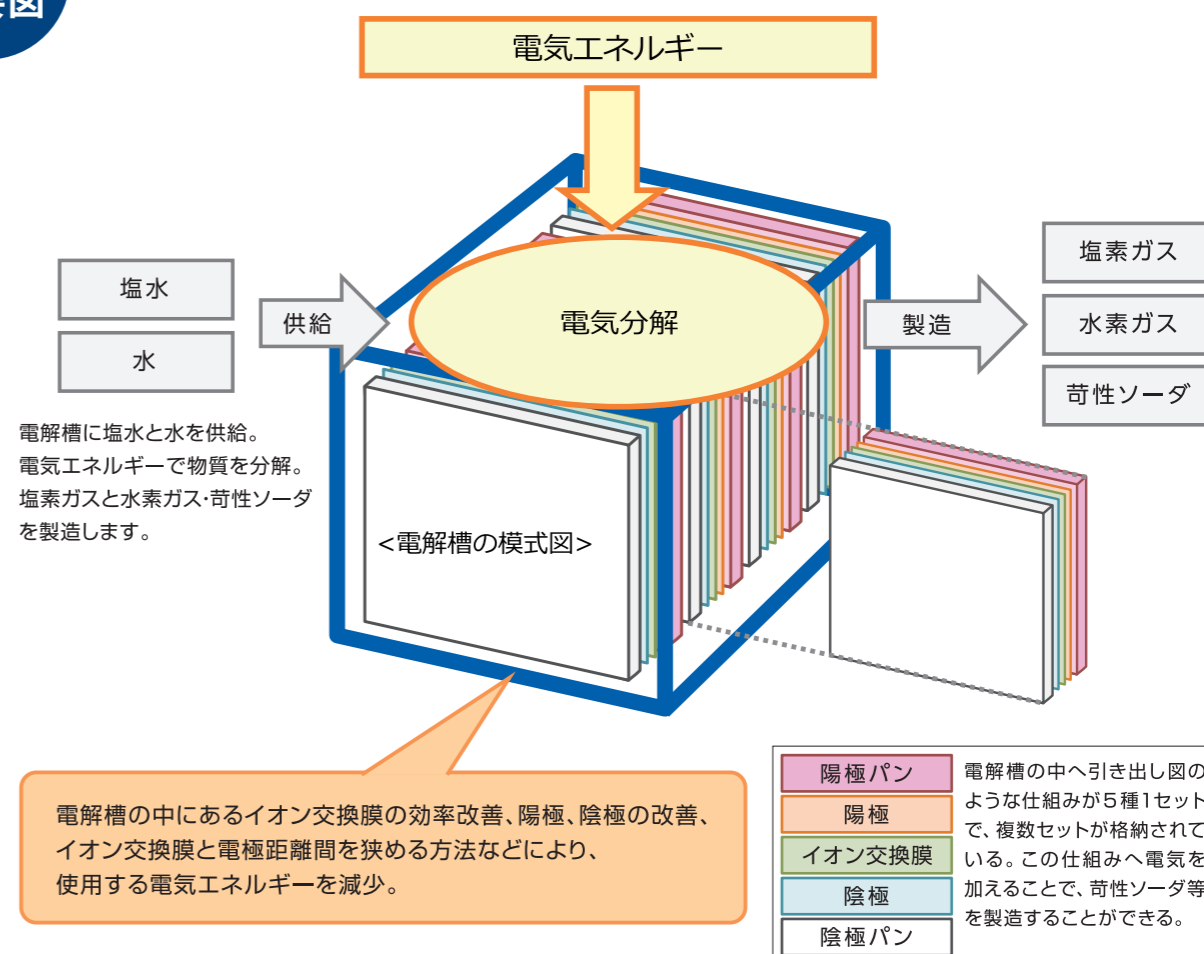 図
電気エネルギー
塩水
水
供給
電気分解
製造
塩素ガス
水素ガス
苛性ソーダ
電解槽に塩水と水を供給。
電気エネルギーで物質を分解。
塩素ガスと水素ガス・苛性ソーダ
を製造します。
<電解槽の模式図>
電解槽の中にあるイオン交換膜の効率改善、陽極、陰極の改善、
イオン交換膜と電極距離間を狭める方法などにより、
使用する電気エネルギーを減少。
陽極パン
陽極
イオン交換膜
陰極
陰極パン
電解槽の中へ引き出し図の
ような仕組みが5種1セット
で、複数セットが格納されて
いる。この仕組みへ電気を
加えることで、苛性ソーダ等
を製造することができる。